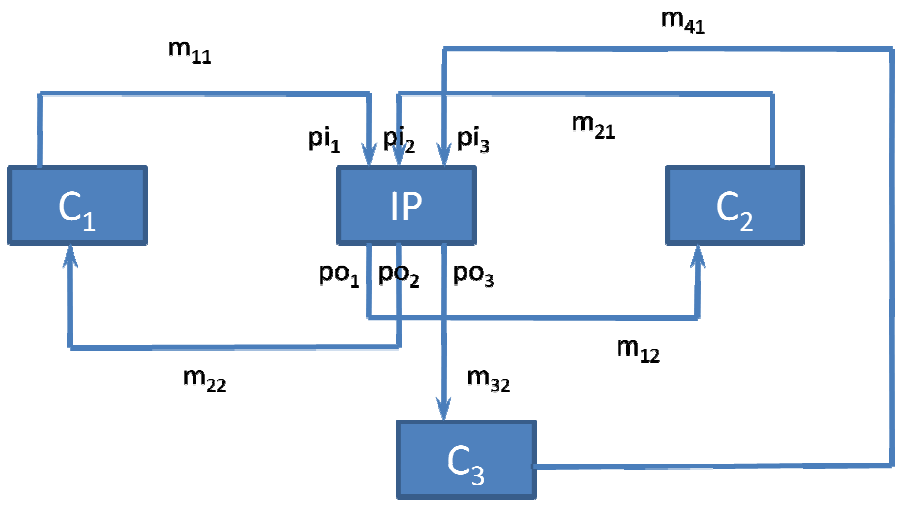 m₄₁
m₁₁
m₂₁
pi₁ pi₂ pi₃
C₁ IP C₂
po₁ po₂ po₃
m₁₂
m₂₂ m₃₂
C₃